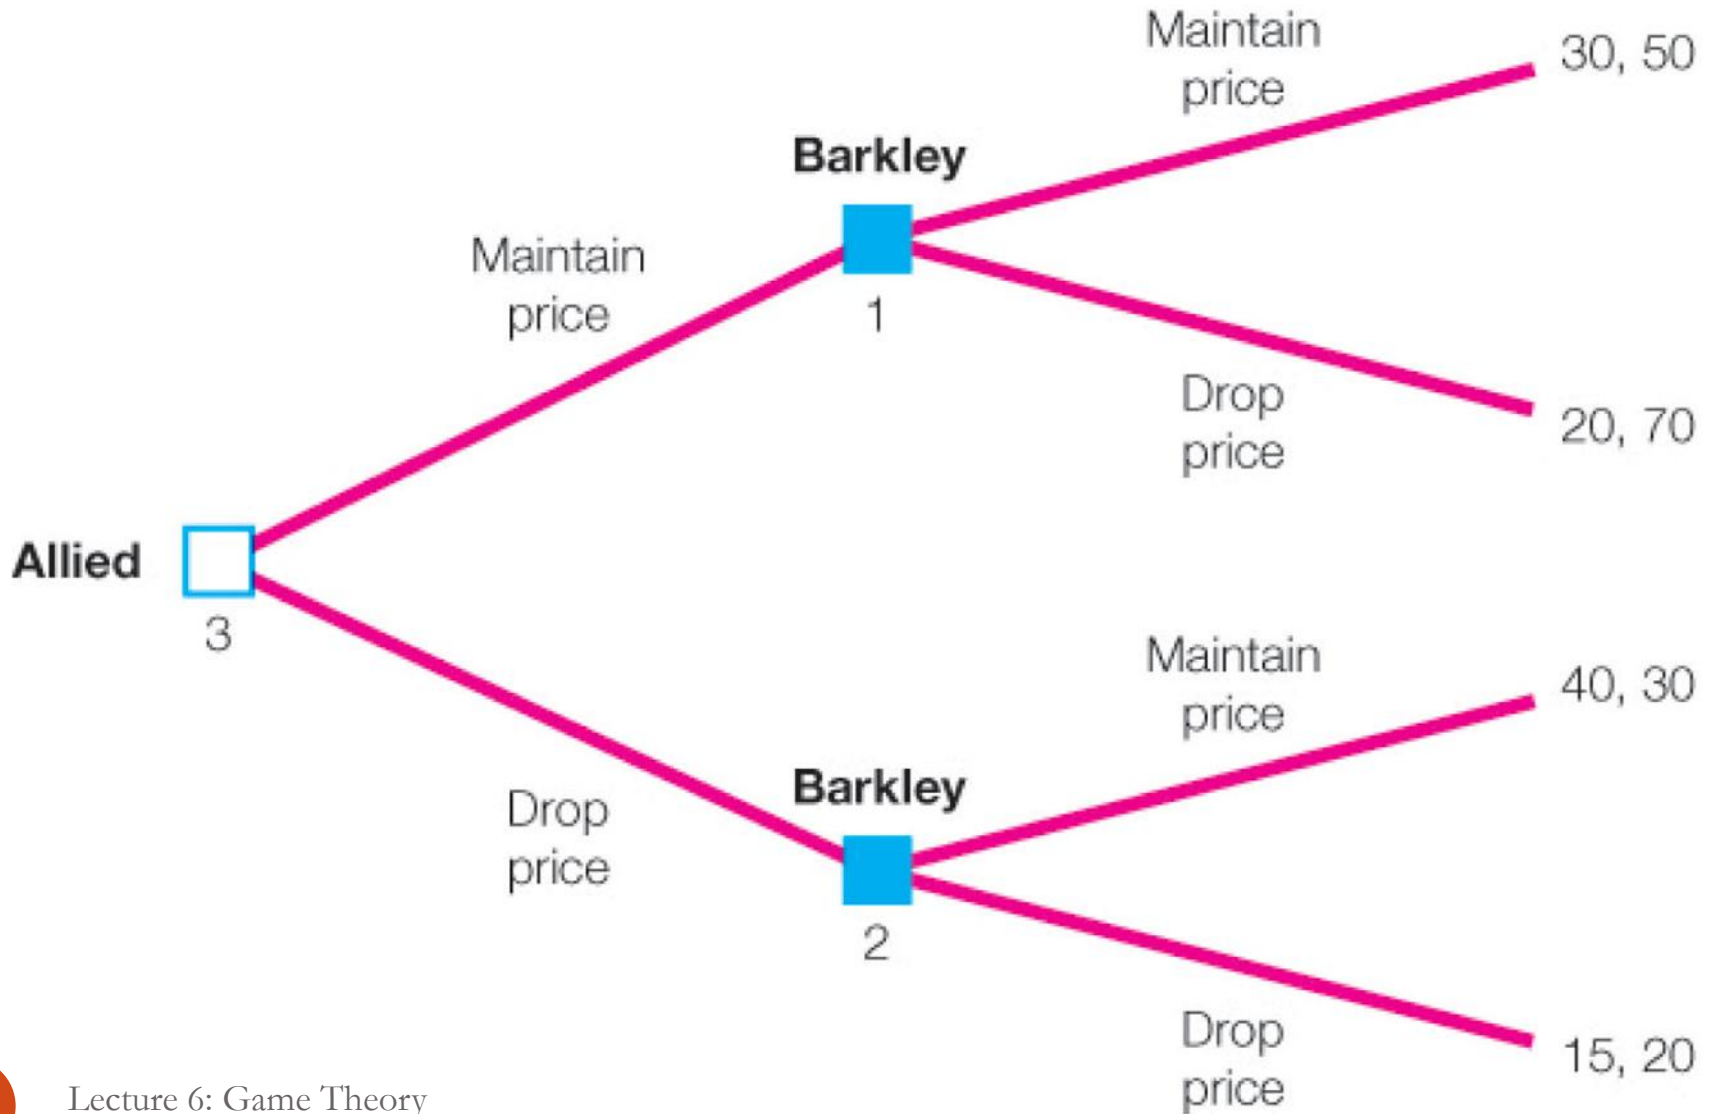 Maintain
price
30, 50
Barkley
1
Maintain
price
Drop
price
20, 70
Allied
3
Maintain
price
40, 30
Barkley
2
Drop
price
Drop
price
15, 20
Lecture 6: Game Theory